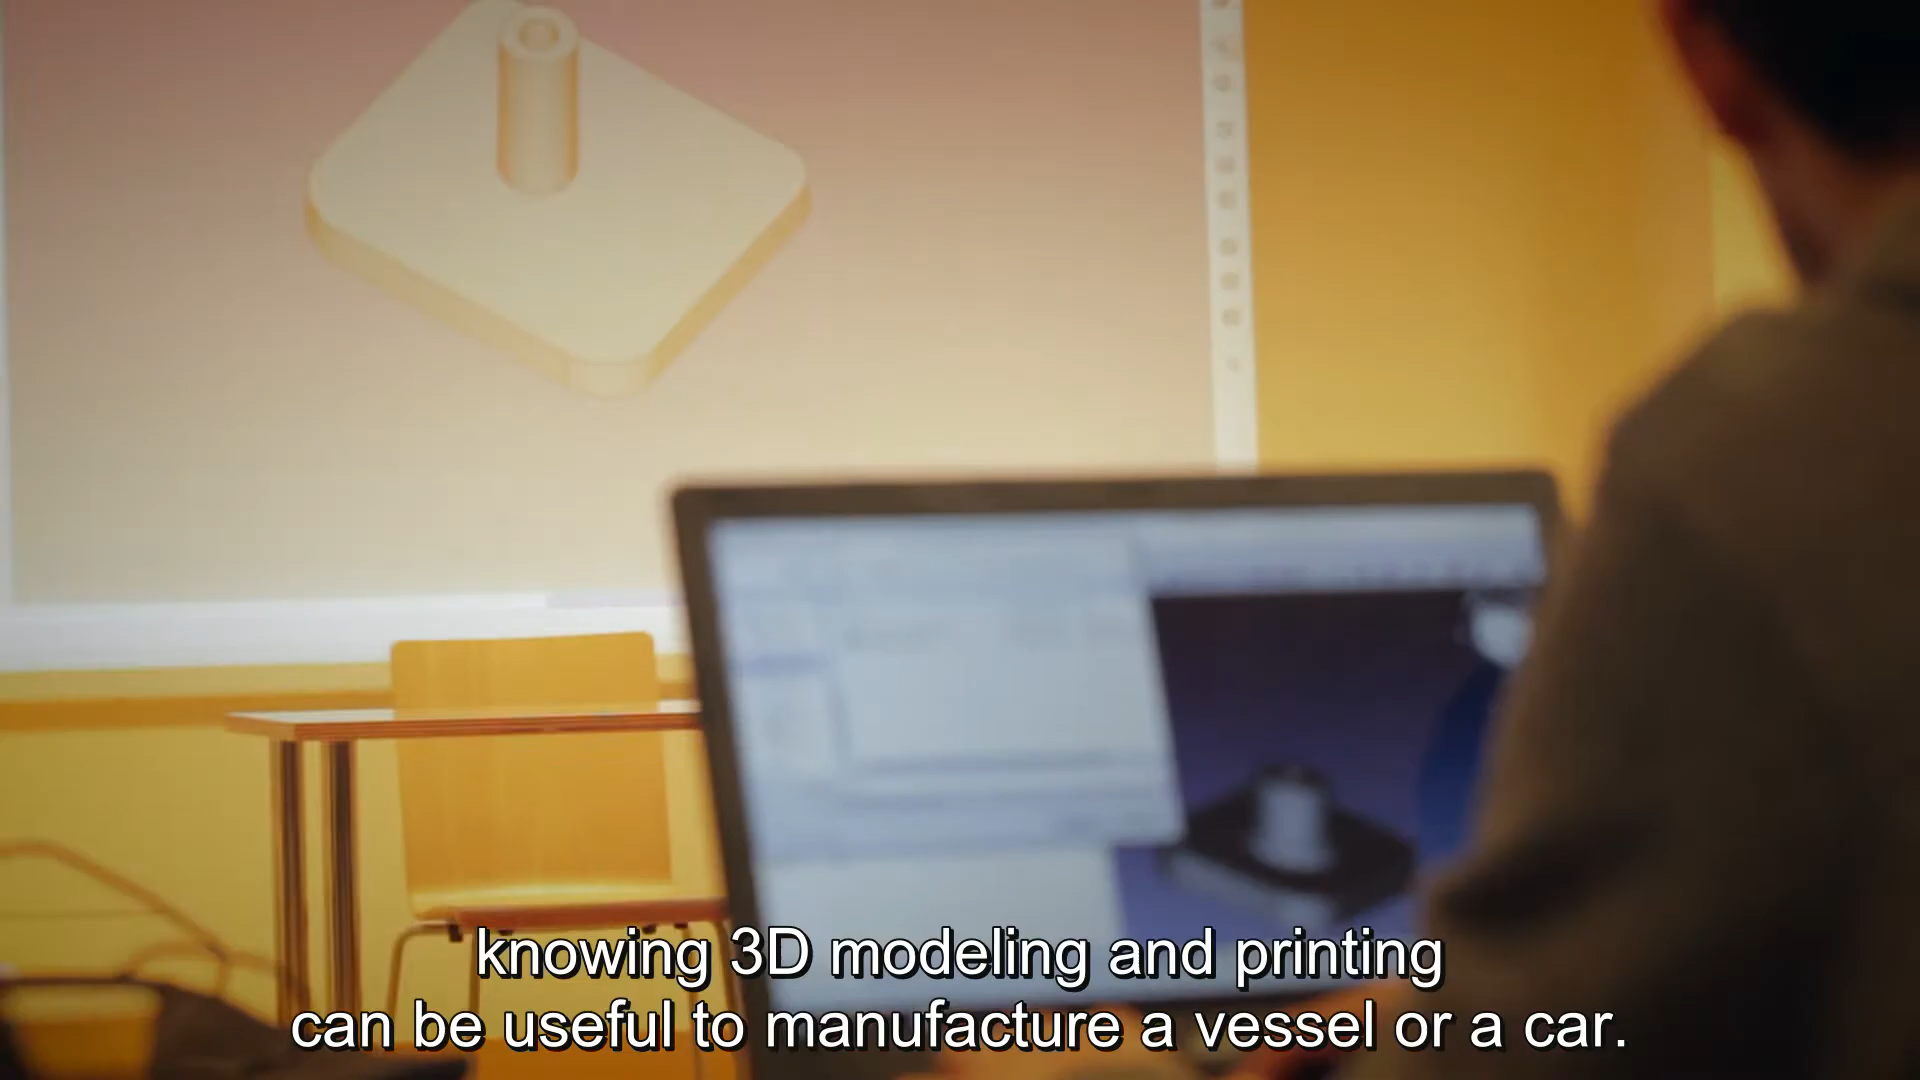 knowing 3D modeling and printing
can be useful to manufacture a vessel or a car.